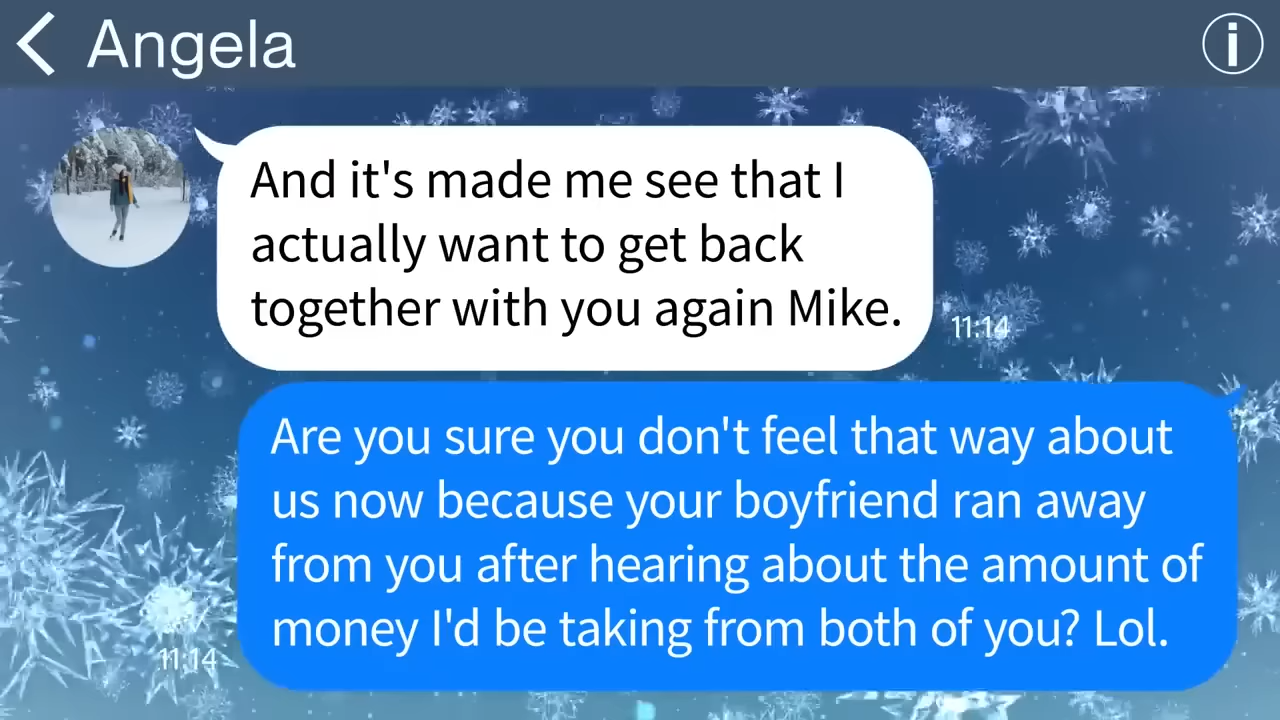 Angela
i
And it's made me see that I
actually want to get back
together with you again Mike.
11:14
Are you sure you don't feel that way about
us now because your boyfriend ran away
from you after hearing about the amount of
money I'd be taking from both of you? Lol.
11:14